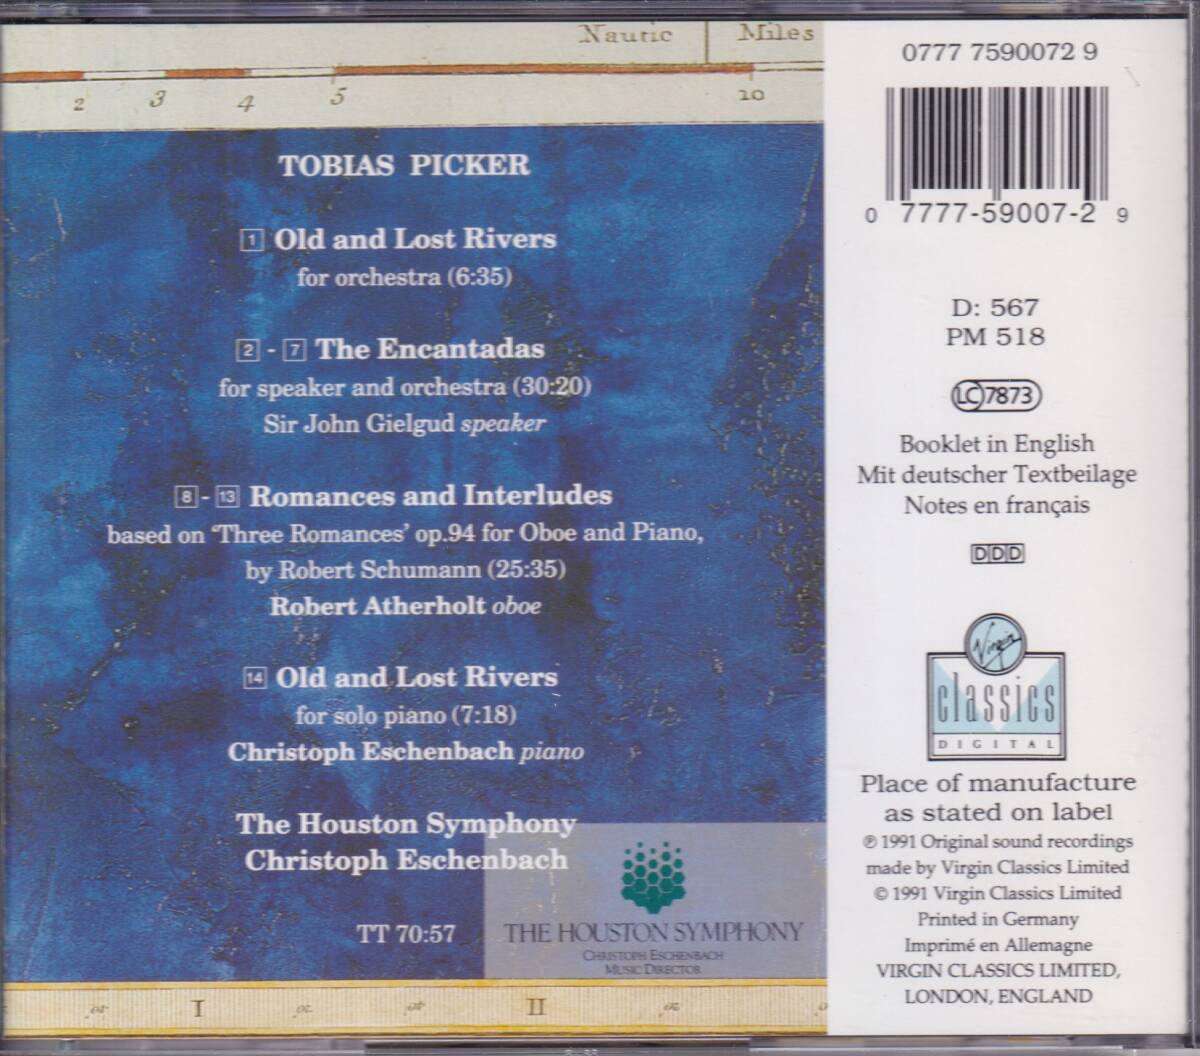 Nautic Miles
2 3 4 5 10
TOBIAS PICKER
1 Old and Lost Rivers
for orchestra (6:35)
2 - 7 The Encantadas
for speaker and orchestra (30:20)
Sir John Gielgud speaker
8 - 13 Romances and Interludes
based on ‘Three Romances’ op.94 for Oboe and Piano,
by Robert Schumann (25:35)
Robert Atherholt oboe
14 Old and Lost Rivers
for solo piano (7:18)
Christoph Eschenbach piano
The Houston Symphony
Christoph Eschenbach
TT 70:57
THE HOUSTON SYMPHONY
CHRISTOPH ESCHENBACH
MUSIC DIRECTOR
I II
0777 7590072 9
0 7777-59007-2 9
D: 567
PM 518
LC 7873
Booklet in English
Mit deutscher Textbeilage
Notes en français
DDD
Virgin
classics
DIGITAL
Place of manufacture
as stated on label
℗ 1991 Original sound recordings
made by Virgin Classics Limited
© 1991 Virgin Classics Limited
Printed in Germany
Imprimé en Allemagne
VIRGIN CLASSICS LIMITED,
LONDON, ENGLAND